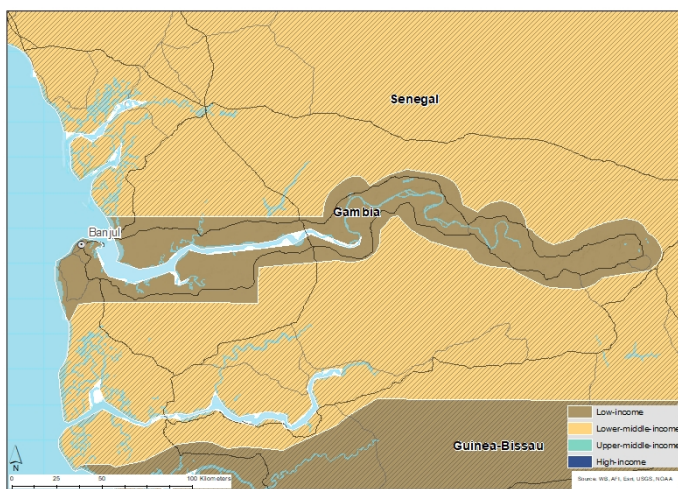 Senegal
Gambia
Banjul
Guinea-Bissau
Low-income
Lower-middle-income
Upper-middle-income
High-income
N
0 25 50 100 Kilometers
Source: WB, AFI, Esri, USGS, NOAA